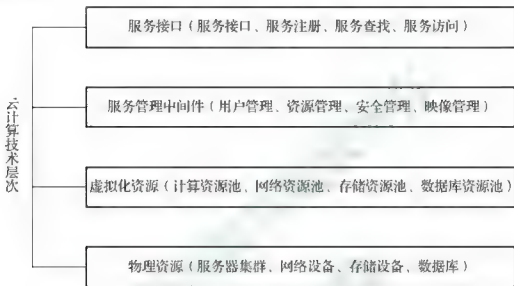 云计算技术层次
服务接口（服务接口、服务注册、服务查找、服务访问）
服务管理中间件（用户管理、资源管理、安全管理、映像管理）
虚拟化资源（计算资源池、网络资源池、存储资源池、数据库资源池）
物理资源（服务器集群、网络设备、存储设备、数据库）